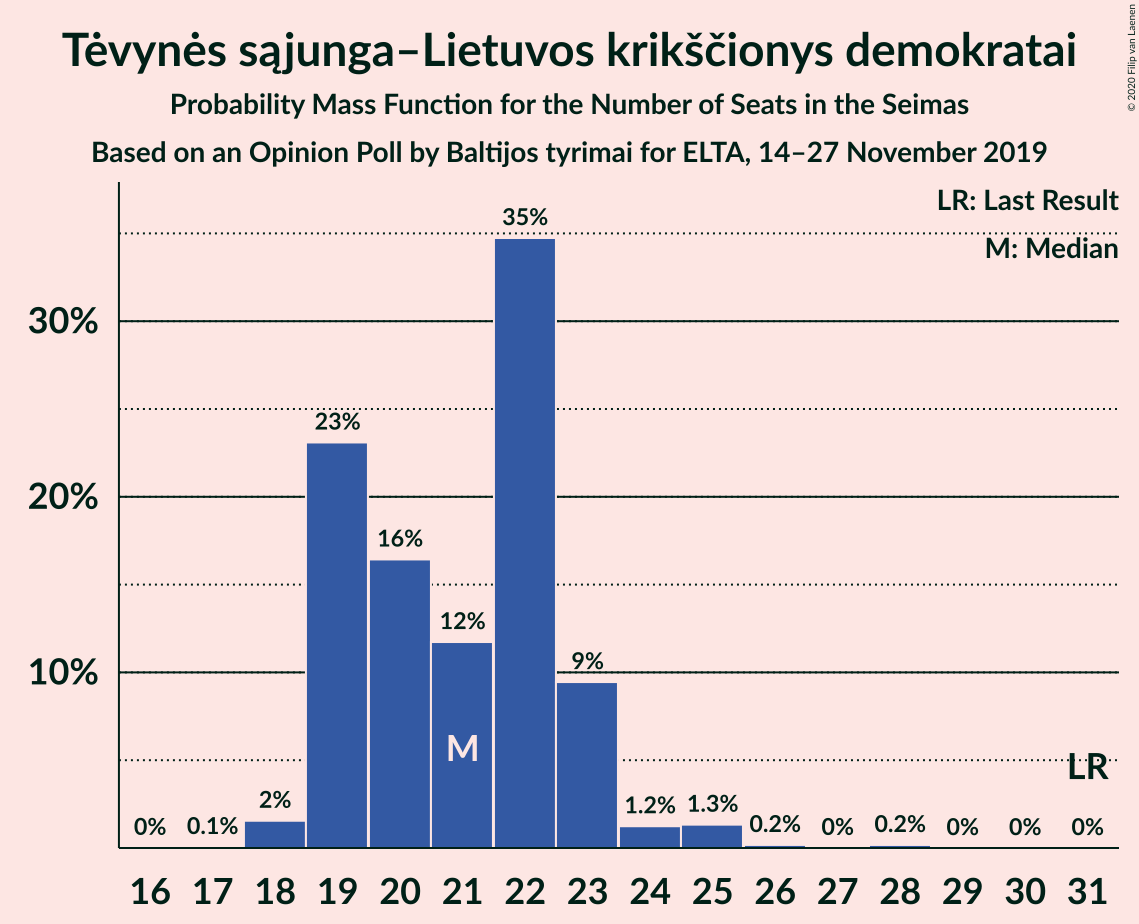 Tėvynės sąjunga–Lietuvos krikščionys demokratai
Probability Mass Function for the Number of Seats in the Seimas
Based on an Opinion Poll by Baltijos tyrimai for ELTA, 14–27 November 2019
© 2020 Filip van Laenen
LR: Last Result
M: Median
35%
30%
23%
20%
16%
12%
10%
9%
M
LR
0% 0.1% 2% 1.2% 1.3% 0.2% 0% 0.2% 0% 0% 0%
16 17 18 19 20 21 22 23 24 25 26 27 28 29 30 31